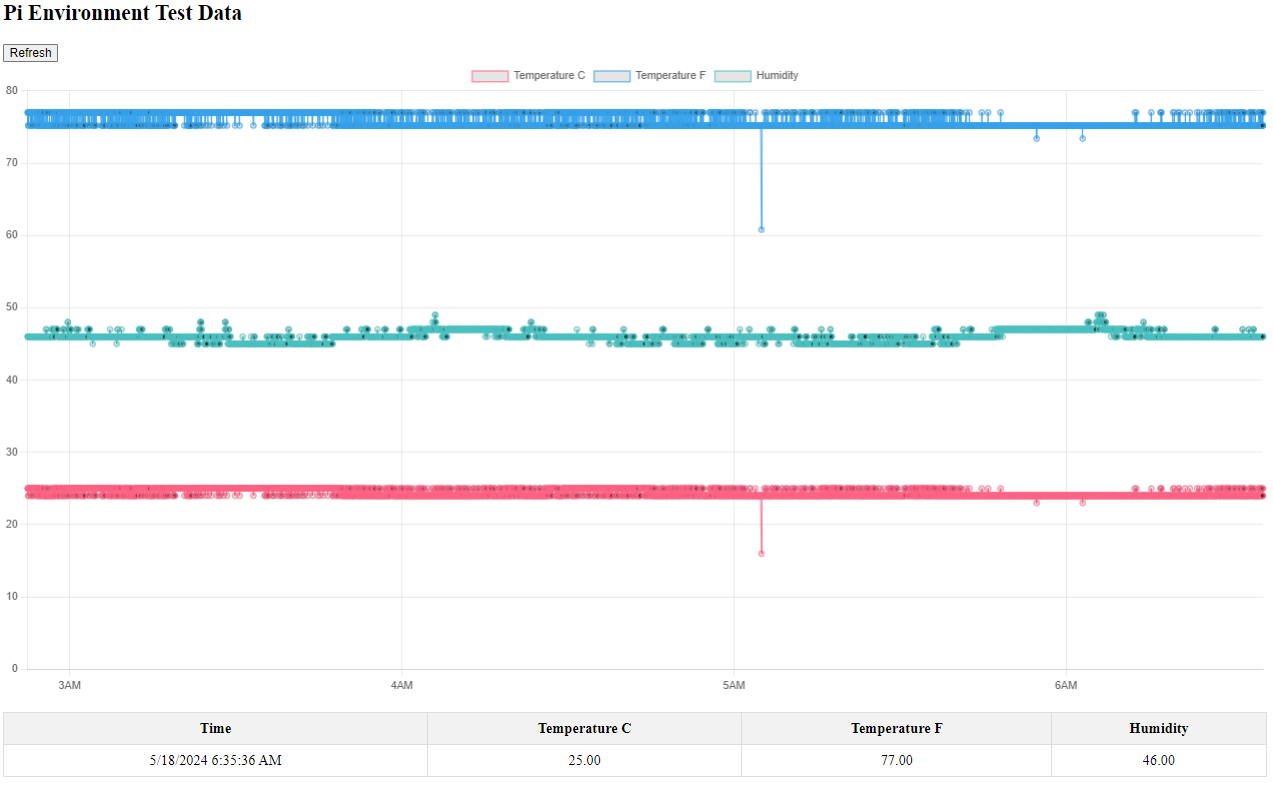 Pi Environment Test Data
Refresh
Temperature C Temperature F Humidity
80
70
60
50
40
30
20
10
0
3AM 4AM 5AM 6AM
Time Temperature C Temperature F Humidity
5/18/2024 6:35:36 AM 25.00 77.00 46.00